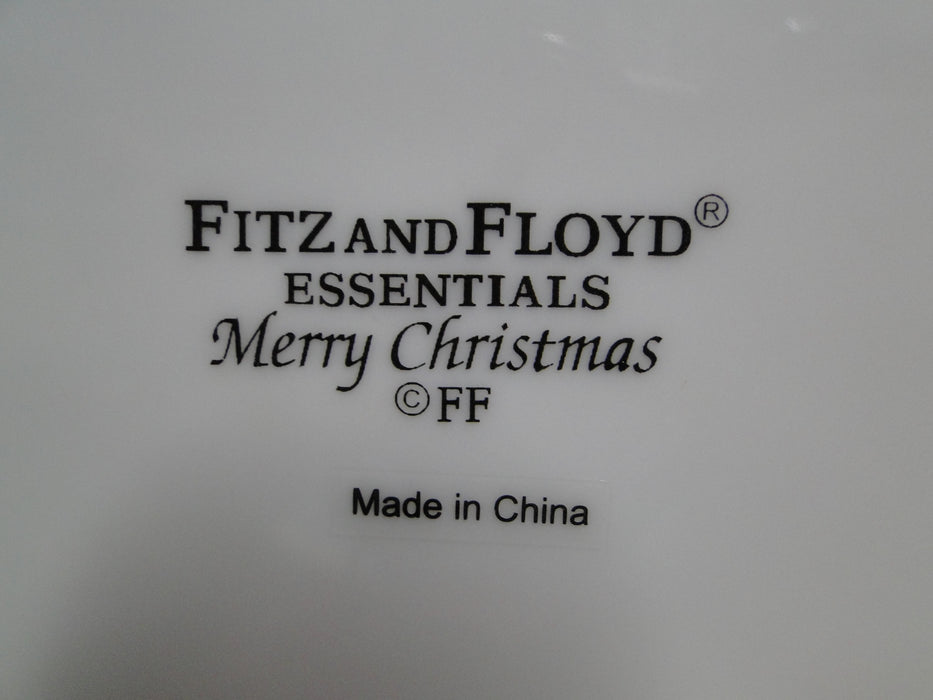 FITZ AND FLOYD®
ESSENTIALS
Merry Christmas
©FF
Made in China